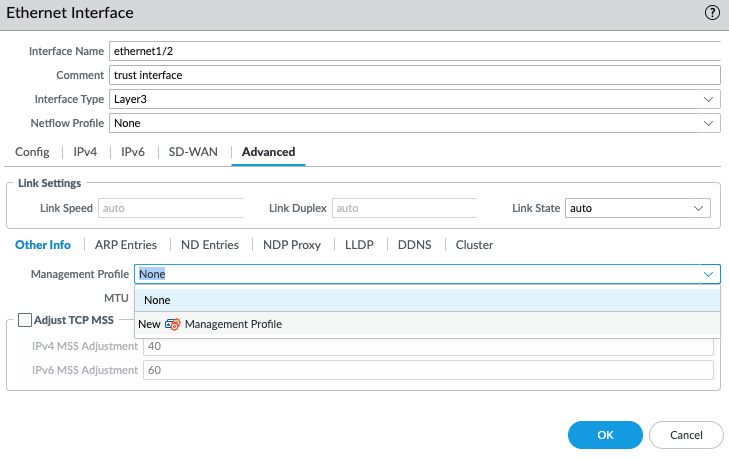 Ethernet Interface ?
Interface Name ethernet1/2
Comment trust interface
Interface Type Layer3
Netflow Profile None
Config IPv4 IPv6 SD-WAN Advanced
Link Settings
Link Speed auto Link Duplex auto Link State auto
Other Info ARP Entries ND Entries NDP Proxy LLDP DDNS Cluster
Management Profile None
MTU
None
New Management Profile
Adjust TCP MSS
IPv4 MSS Adjustment 40
IPv6 MSS Adjustment 60
OK Cancel